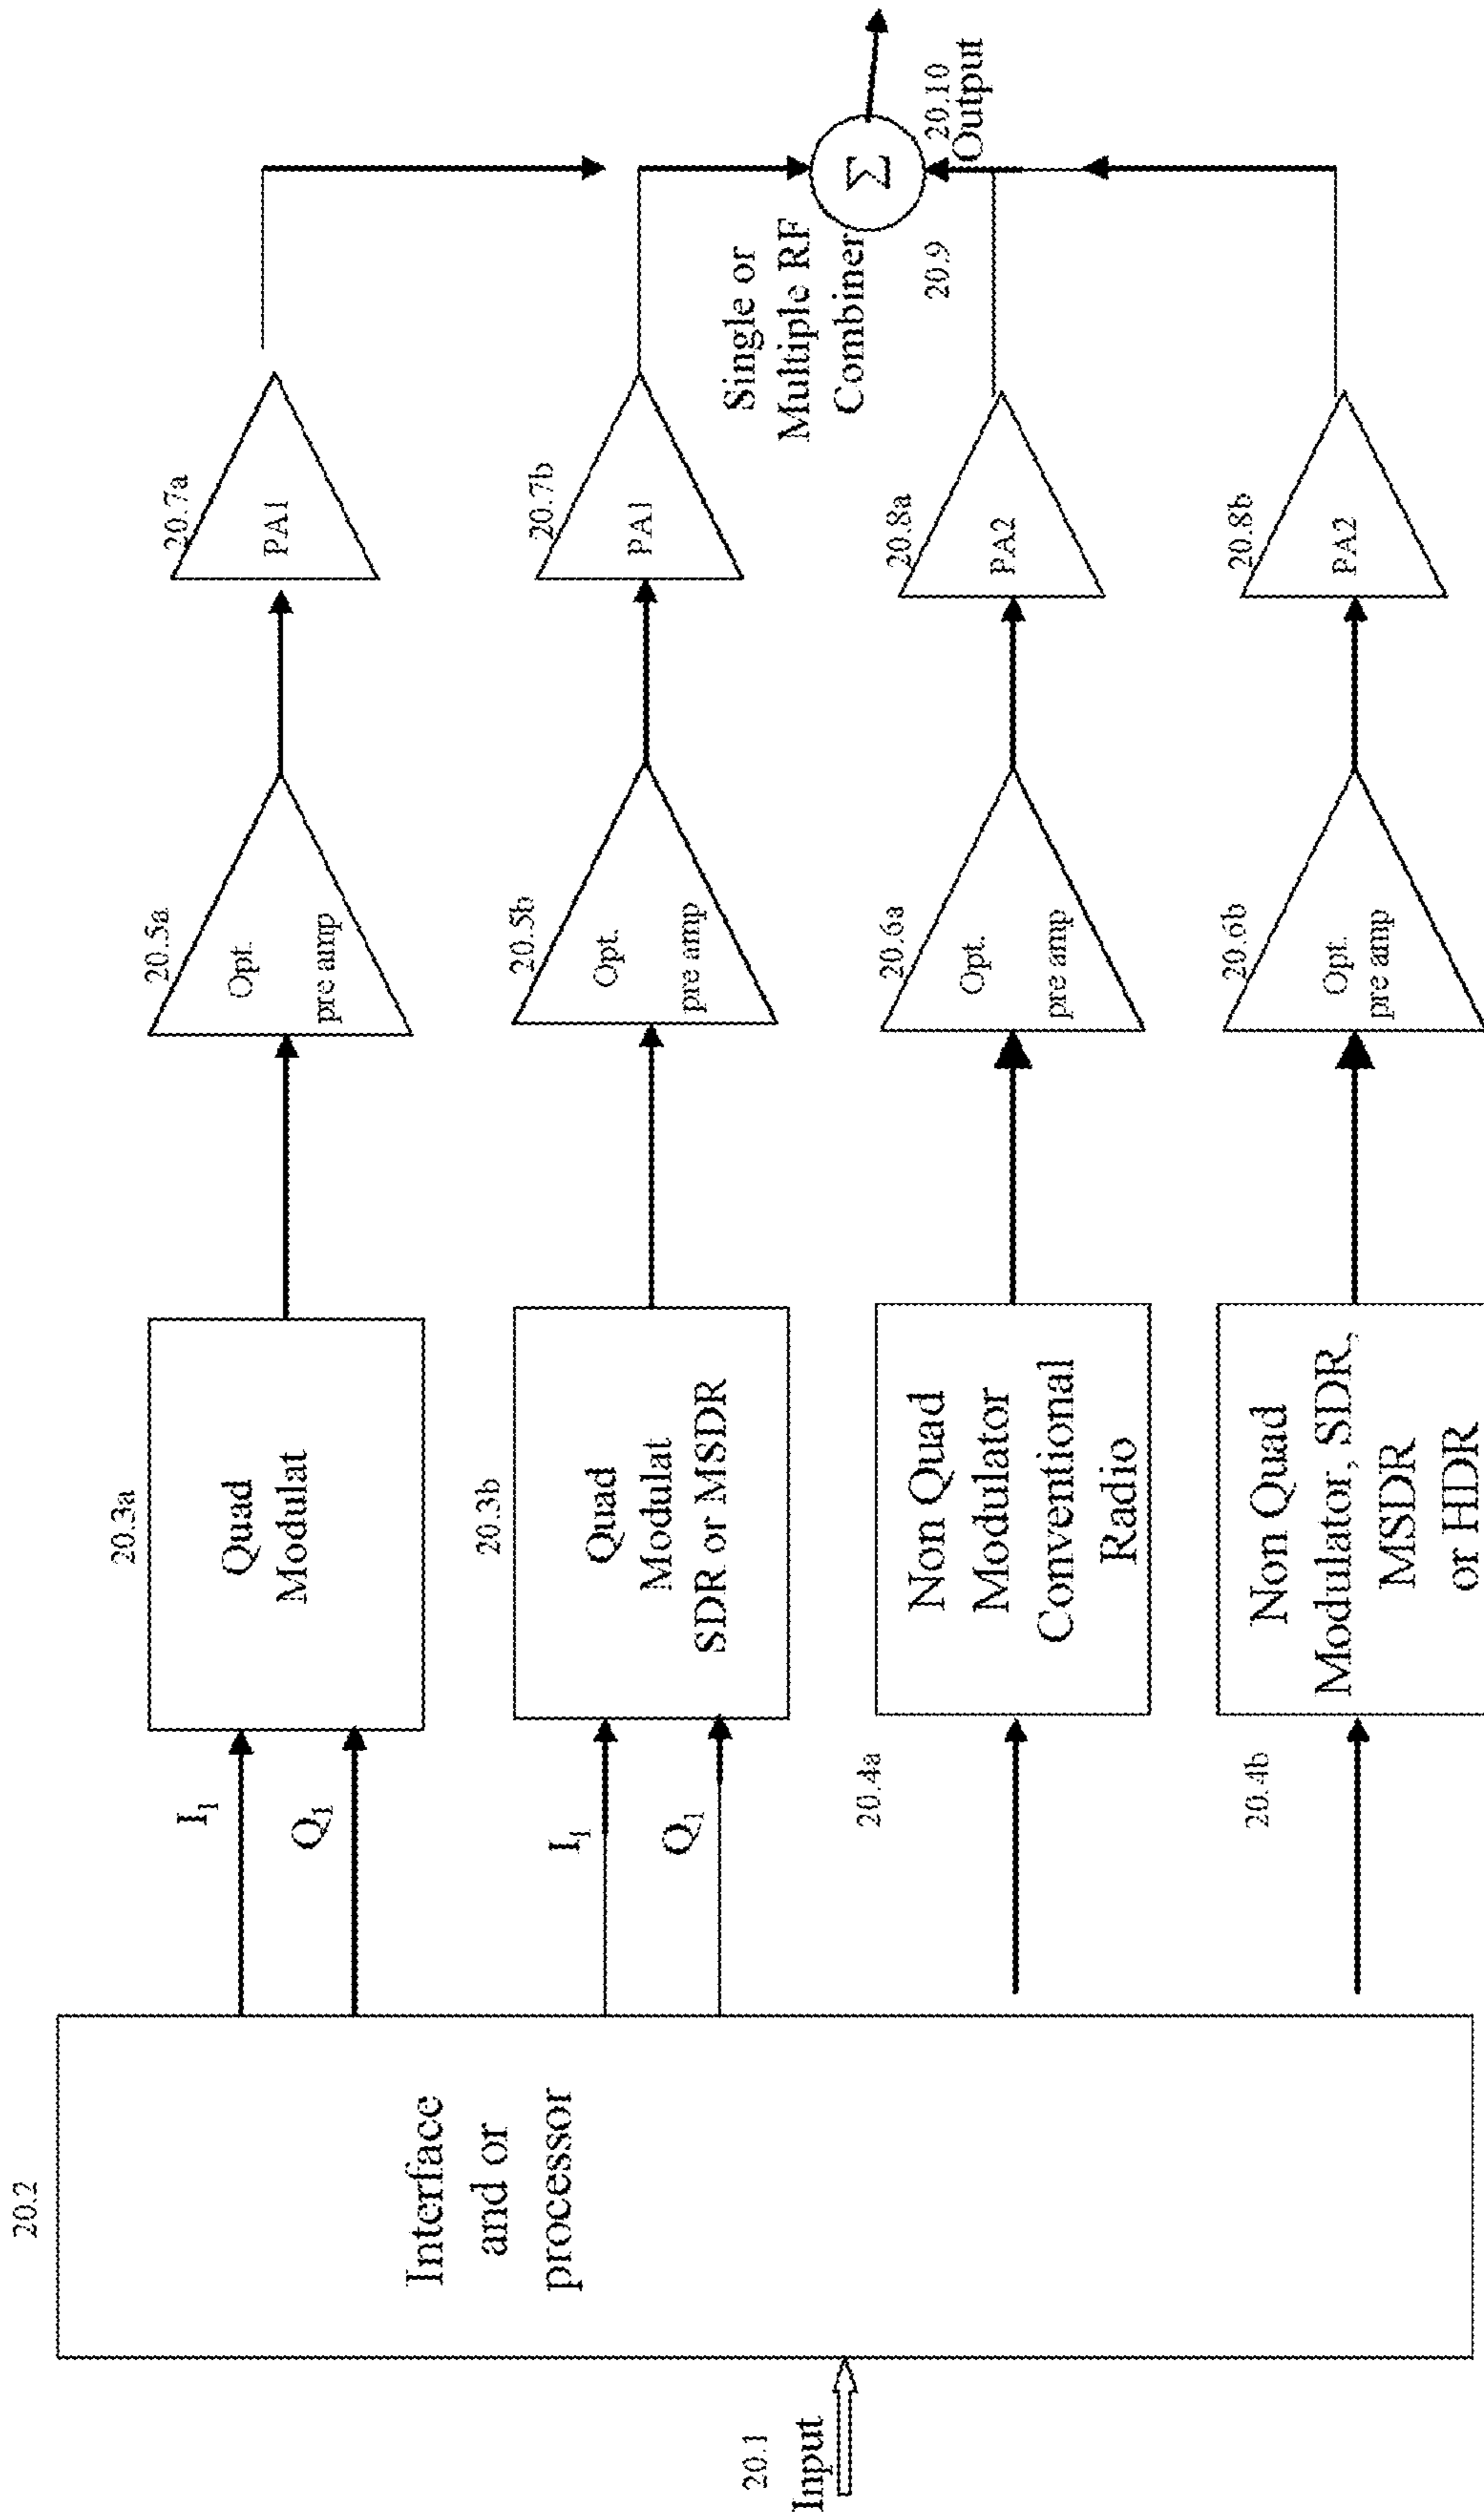 20.1
Input
20.2
Interface
and or
processor
I1
Q1
20.3a
Quad
Modulat
20.5a
Opt.
pre amp
20.7a
PA1
I1
Q1
20.3b
Quad
Modulat
SDR or MSDR
20.5b
Opt.
pre amp
20.7b
PA1
20.4a
Non Quad
Modulator
Conventional
Radio
20.6a
Opt.
pre amp
20.8a
PA2
20.4b
Non Quad
Modulator, SDR,
MSDR
or HDR
20.6b
Opt.
pre amp
20.8b
PA2
Single or
Multiple RF
Combiner
20.9
Σ
20.10
Output